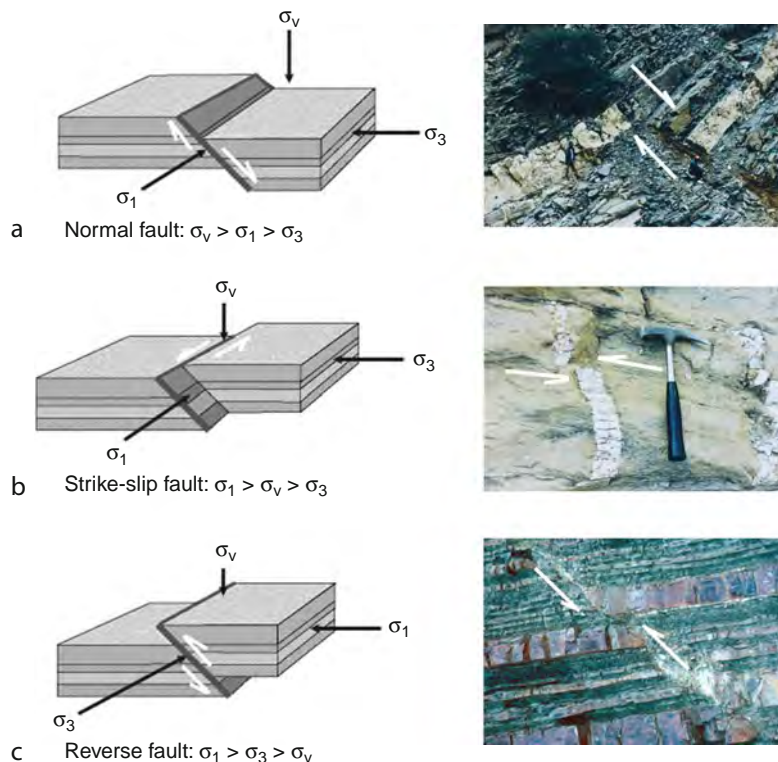 σv
σ3
σ1
a Normal fault: σv > σ1 > σ3
σv
σ3
σ1
b Strike-slip fault: σ1 > σv > σ3
σv
σ1
σ3
c Reverse fault: σ1 > σ3 > σv